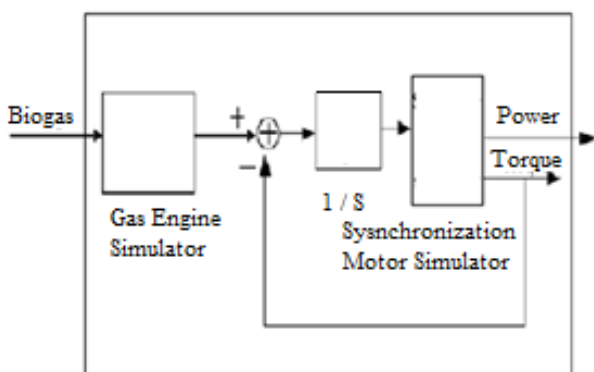 Biogas
+
−
Power
Torque
Gas Engine
Simulator
1 / S
Sysnchronization
Motor Simulator